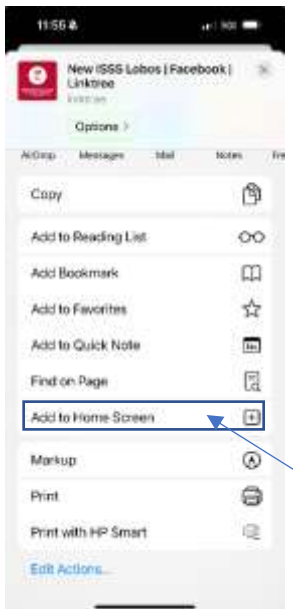 11:55
New ISSS Lobos | Facebook |
Linktree
Options >
AirDrop Messages Mail Notes
Copy
Add to Reading List
Add Bookmark
Add to Favorites
Add to Quick Note
Find on Page
Add to Home Screen
Markup
Print
Print with HP Smart
Edit Actions...